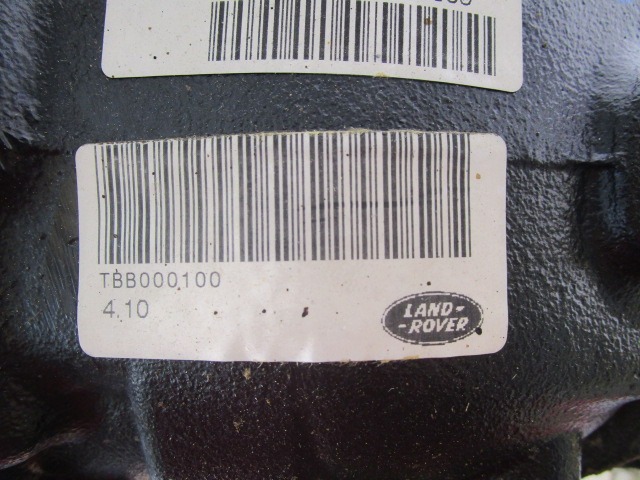 TBB000100
4.10
LAND-
-ROVER